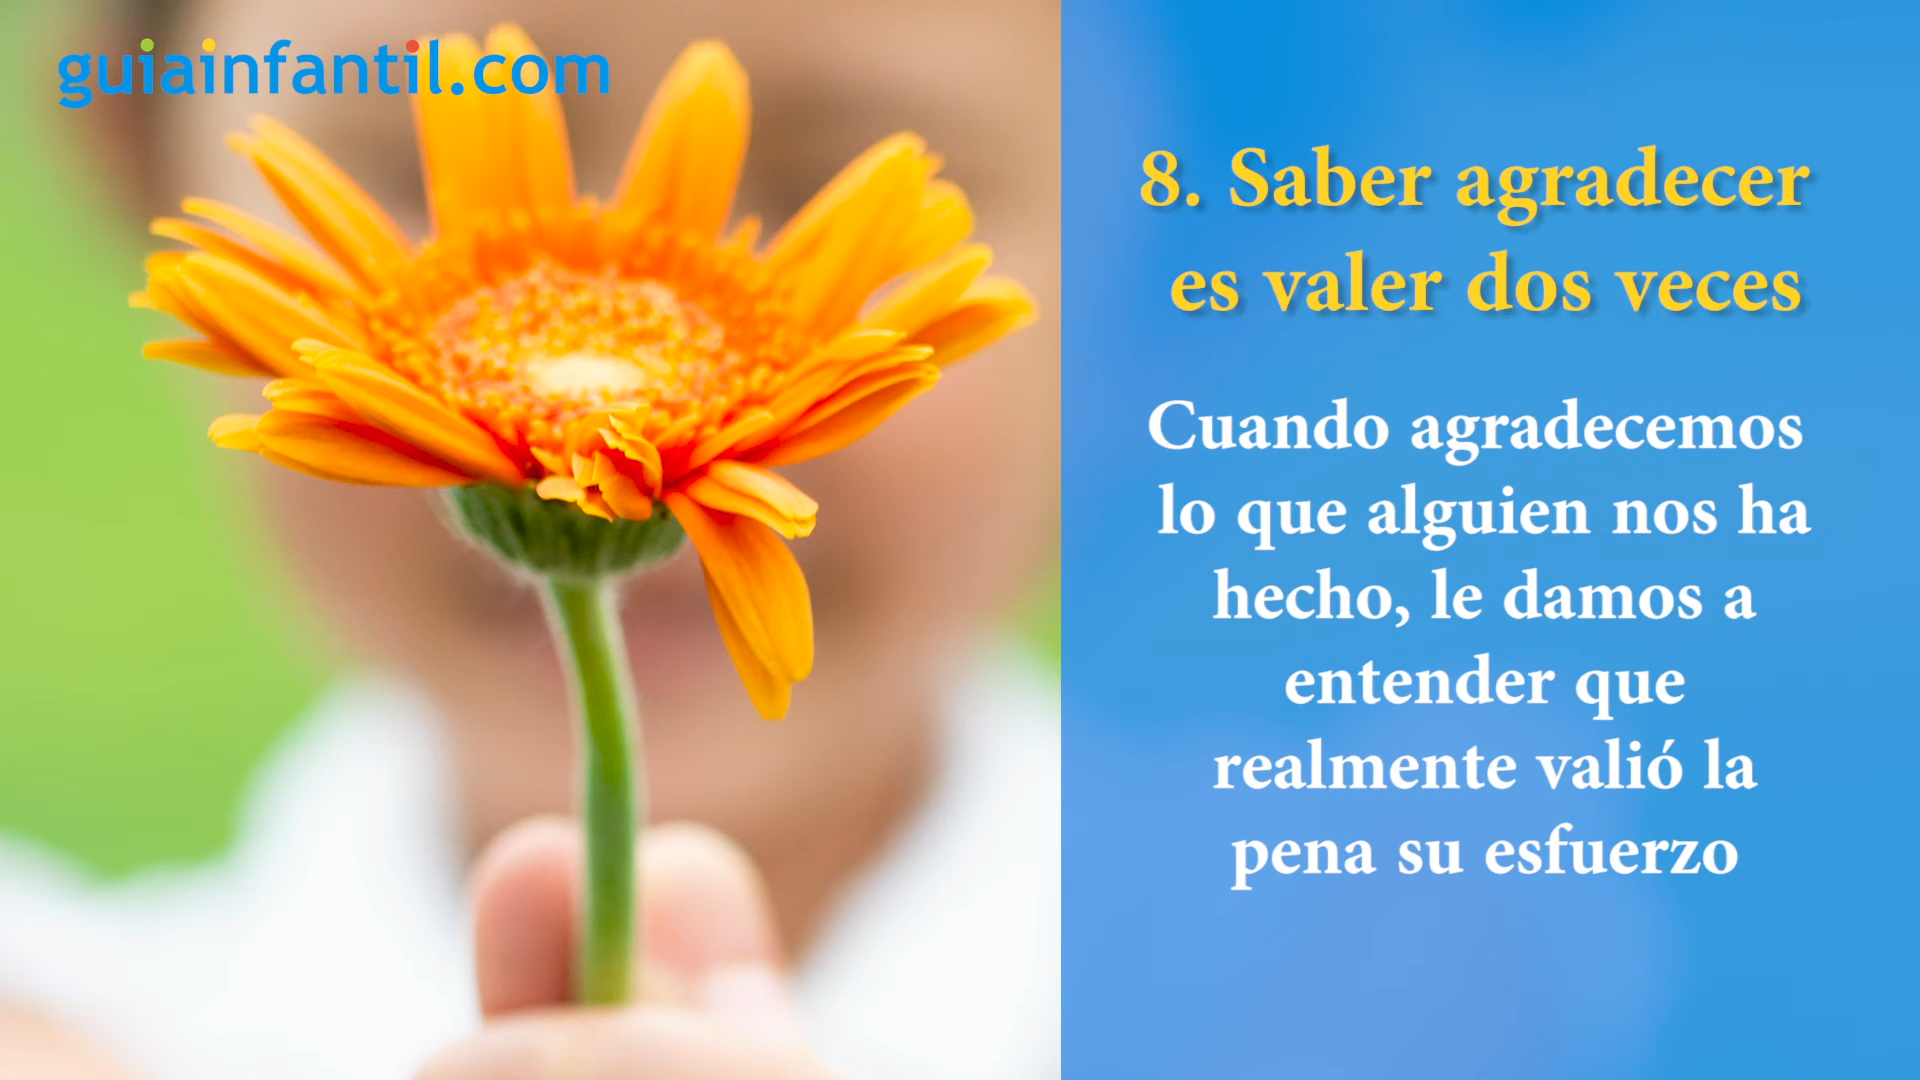 guiainfantil.com
8. Saber agradecer
es valer dos veces
Cuando agradecemos
lo que alguien nos ha
hecho, le damos a
entender que
realmente valió la
pena su esfuerzo